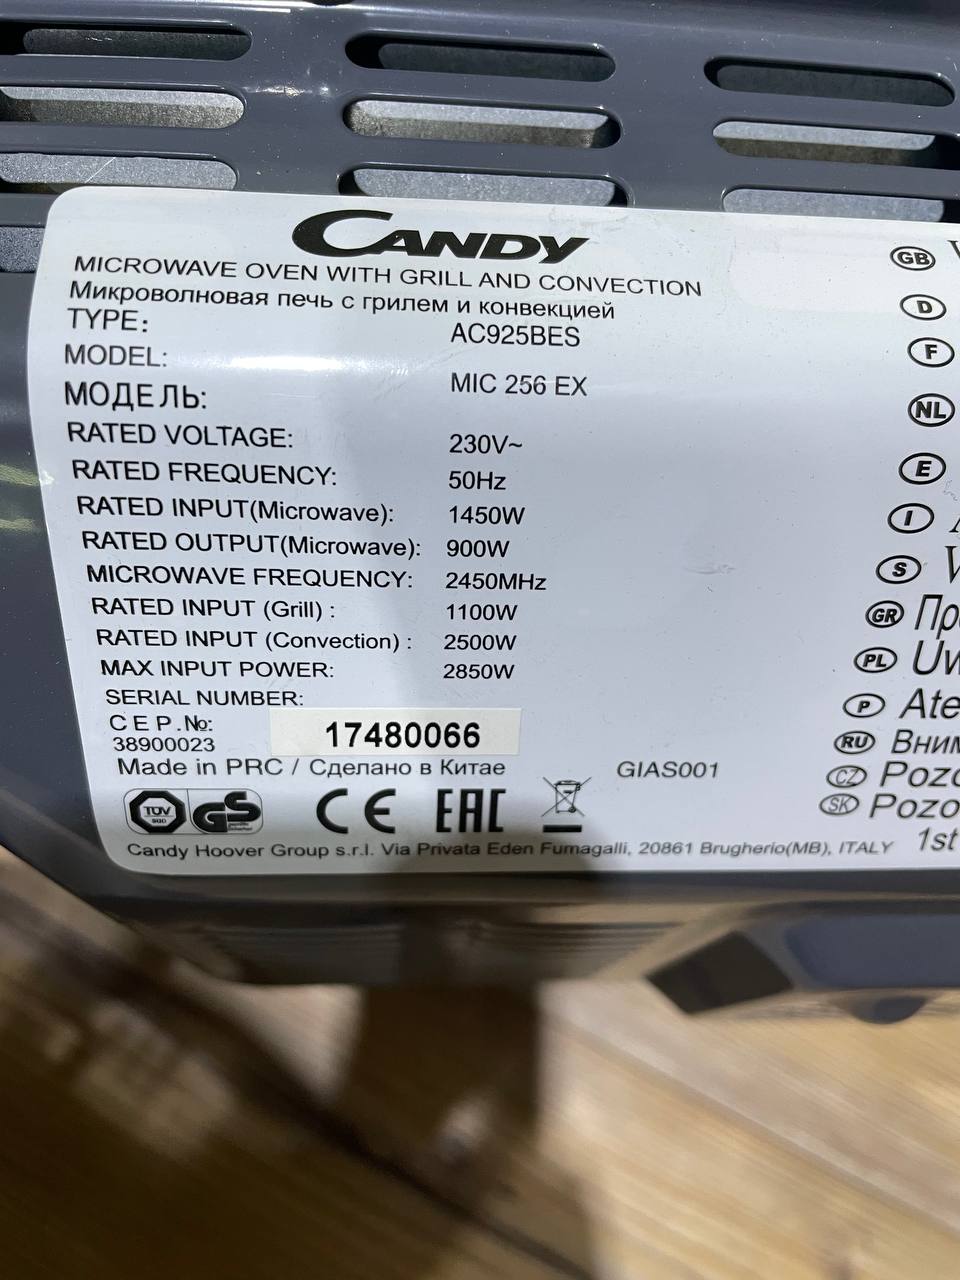 CANDY
MICROWAVE OVEN WITH GRILL AND CONVECTION
Микроволновая печь с грилем и конвекцией
TYPE: AC925BES
MODEL:
МОДЕЛЬ: MIC 256 EX
RATED VOLTAGE: 230V~
RATED FREQUENCY: 50Hz
RATED INPUT(Microwave): 1450W
RATED OUTPUT(Microwave): 900W
MICROWAVE FREQUENCY: 2450MHz
RATED INPUT (Grill) : 1100W
RATED INPUT (Convection) : 2500W
MAX INPUT POWER: 2850W
SERIAL NUMBER:
СЕР.№: 17480066
38900023
Made in PRC / Сделано в Китае GIAS001
TÜV SÜD GS CE EAC
Candy Hoover Group s.r.l. Via Privata Eden Fumagalli, 20861 Brugherio(MB), ITALY
GB
D
F
NL
E
I
S
GR
PL
P
RU
CZ
SK
1st